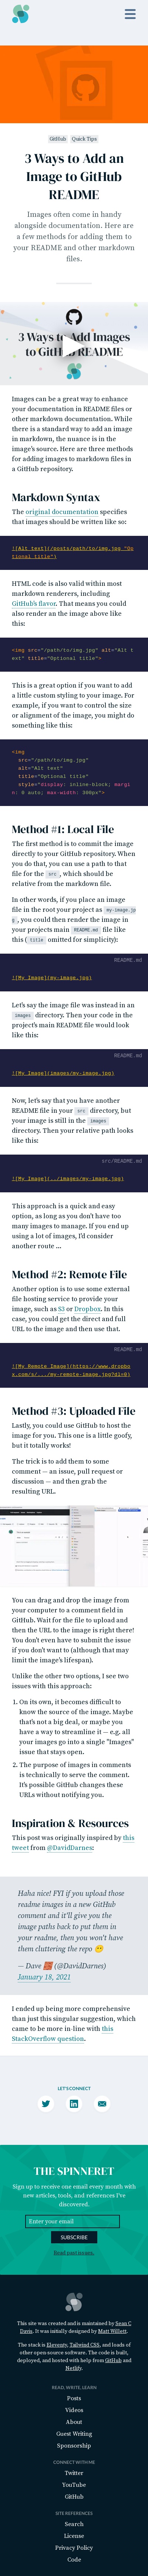 GitHub Quick Tips
3 Ways to Add an
Image to GitHub
README
Images often come in handy
alongside documentation. Here are
a few methods for adding them to
your README and other markdown
files.
3 Ways to Add Images
to GitHub README
Images can be a great way to enhance
your documentation in README files or
other markdown documentation. While
there is a standard way to add an image
in markdown, the nuance is in the
image's source. Here are three methods
for adding images to markdown files in
a GitHub repository.
Markdown Syntax
The original documentation specifies
that images should be written like so:
![Alt text](/posts/path/to/img.jpg "Op
tional title")
HTML code is also valid within most
markdown renderers, including
GitHub's flavor. That means you could
also render an the image above like
this:
<img src="/path/to/img.jpg" alt="Alt t
ext" title="Optional title">
This is a great option if you want to add
a little custom styling to your image. For
example, if you wanted to control the size
or alignment of the image, you might do
something like this:
<img
src="/path/to/img.jpg"
alt="Alt text"
title="Optional title"
style="display: inline-block; margi
n: 0 auto; max-width: 300px">
Method #1: Local File
The first method is to commit the image
directly to your GitHub repository. When
you do that, you can use a path to the
file for the src, which should be
relative from the markdown file.
In other words, if you place an image
file in the root your project as my-image.jp
g, you could then render the image in
your projects main README.md file like
this ( title omitted for simplicity):
README.md
![My Image](my-image.jpg)
Let's say the image file was instead in an
images directory. Then your code in the
project's main README file would look
like this:
README.md
![My Image](images/my-image.jpg)
Now, let's say that you have another
README file in your src directory, but
your image is still in the images
directory. Then your relative path looks
like this:
src/README.md
![My Image](../images/my-image.jpg)
This approach is a quick and easy
option, as long as you don't have too
many images to manage. If you end up
with a lot of images, I'd consider
another route ...
Method #2: Remote File
Another option is to use some external
file hosting service to provide your
image, such as S3 or Dropbox. In this
case, you could get the direct and full
URL to the image and then use that.
README.md
![My Remote Image](https://www.dropbo
x.com/s/.../my-remote-image.jpg?dl=0)
Method #3: Uploaded File
Lastly, you could use GitHub to host the
image for you. This one is a little goofy,
but it totally works!
The trick is to add them to some
comment — an issue, pull request or
discussion — and then grab the
resulting URL.
You can drag and drop the image from
your computer to a comment field in
GitHub. Wait for the file to upload and
then the URL to the image is right there!
You don't even have to submit the issue
if you don't want to (although that may
limit the image's lifespan).
Unlike the other two options, I see two
issues with this approach:
1. On its own, it becomes difficult to
know the source of the image. Maybe
that's not a big deal, or maybe you
have a way to streamline it — e.g. all
your images go into a single "Images"
issue that stays open.
2. The purpose of images in comments
is technically to serve the comment.
It's possible GitHub changes these
URLs without notifying you.
Inspiration & Resources
This post was originally inspired by this
tweet from @DavidDarnes:
Haha nice! FYI if you upload those
readme images in a new GitHub
comment and it'll give you the
image paths back to put them in
your readme, then you won't have
them cluttering the repo 😬
— Dave 🧱 (@DavidDarnes)
January 18, 2021
I ended up being more comprehensive
than just this singular suggestion, which
came to be more in-line with this
StackOverflow question.
LET'S CONNECT
THE SPINNERET
Sign up to receive one email every month with
new articles, tools, and references I've
discovered.
Enter your email
SUBSCRIBE
Read past issues.
This site was created and is maintained by Sean C
Davis. It was initially designed by Matt Willett.
The stack is Eleventy, Tailwind CSS, and lots of
other open-source software. The code is built,
deployed, and hosted with help from GitHub and
Netlify.
READ, WRITE, LEARN
Posts
Videos
About
Guest Writing
Sponsorship
CONNECT WITH ME
Twitter
YouTube
GitHub
SITE REFERENCES
Search
License
Privacy Policy
Code